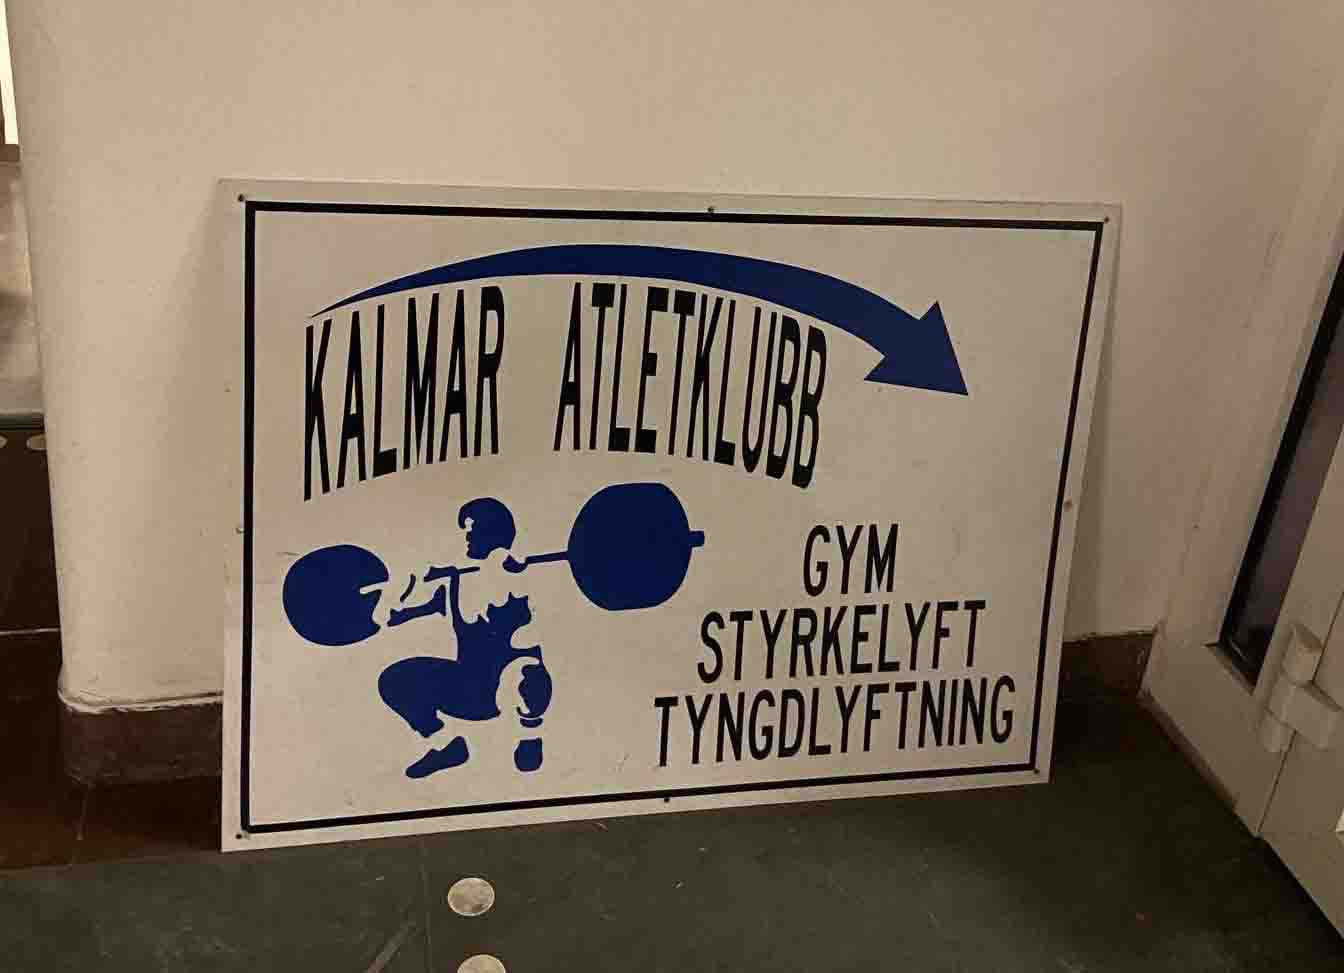 KALMAR ATLETKLUBB
GYM
STYRKELYFT
TYNGDLYFTNING